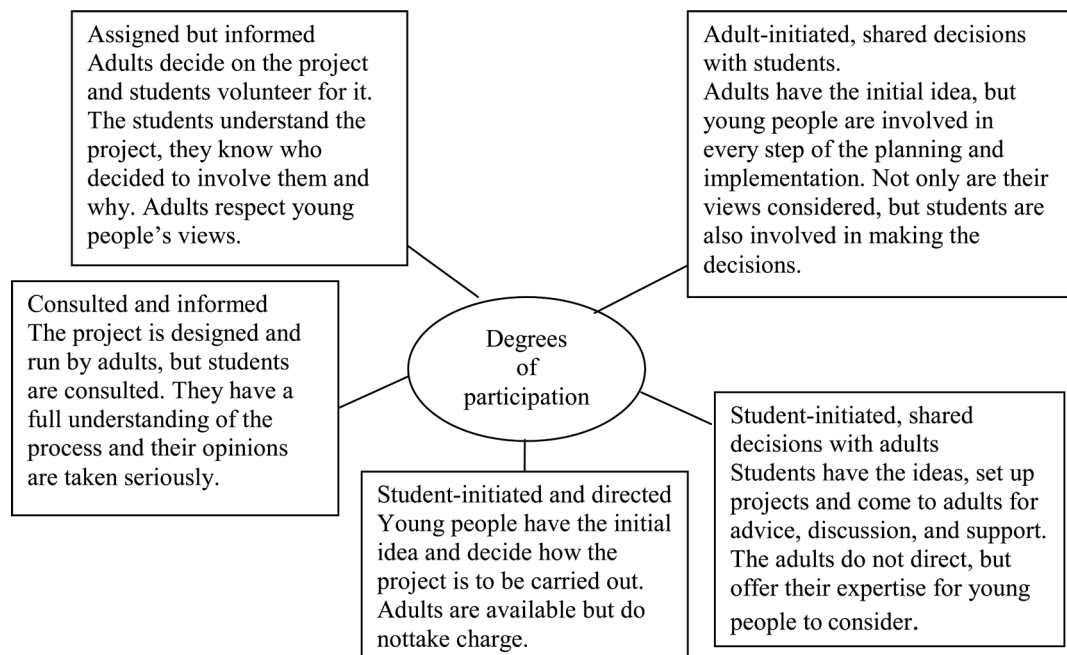 Assigned but informed
Adults decide on the project
and students volunteer for it.
The students understand the
project, they know who
decided to involve them and
why. Adults respect young
people’s views.
Adult-initiated, shared decisions
with students.
Adults have the initial idea, but
young people are involved in
every step of the planning and
implementation. Not only are their
views considered, but students are
also involved in making the
decisions.
Consulted and informed
The project is designed and
run by adults, but students
are consulted. They have a
full understanding of the
process and their opinions
are taken seriously.
Degrees
of
participation
Student-initiated and directed
Young people have the initial
idea and decide how the
project is to be carried out.
Adults are available but do
nottake charge.
Student-initiated, shared
decisions with adults
Students have the ideas, set up
projects and come to adults for
advice, discussion, and support.
The adults do not direct, but
offer their expertise for young
people to consider.